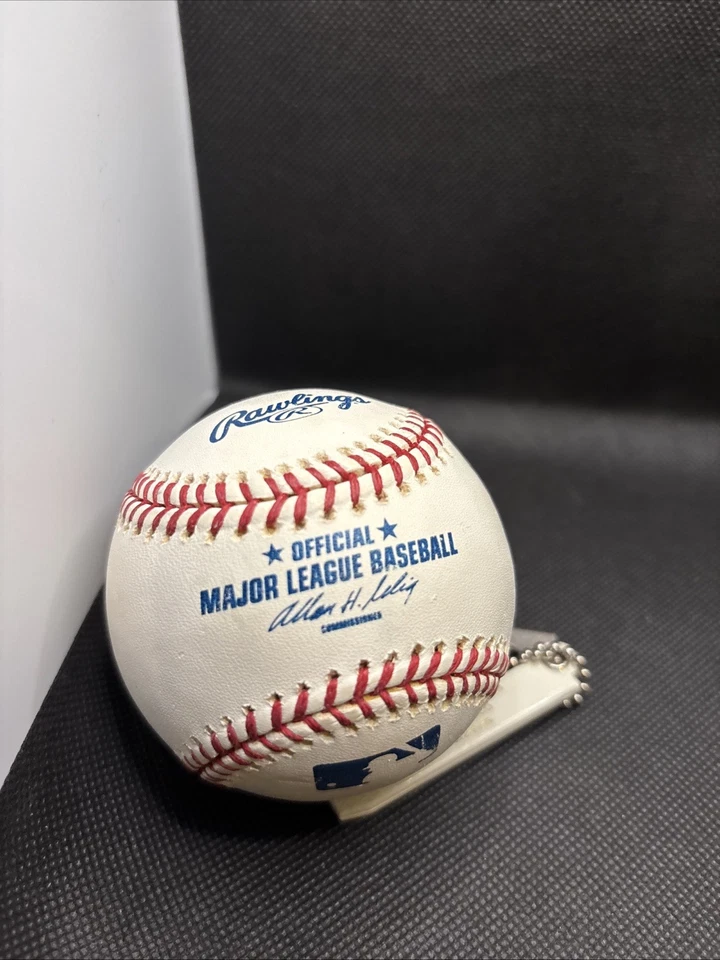 Rawlings
®
★ OFFICIAL ★
MAJOR LEAGUE BASEBALL
Allan H. Selig
COMMISSIONER